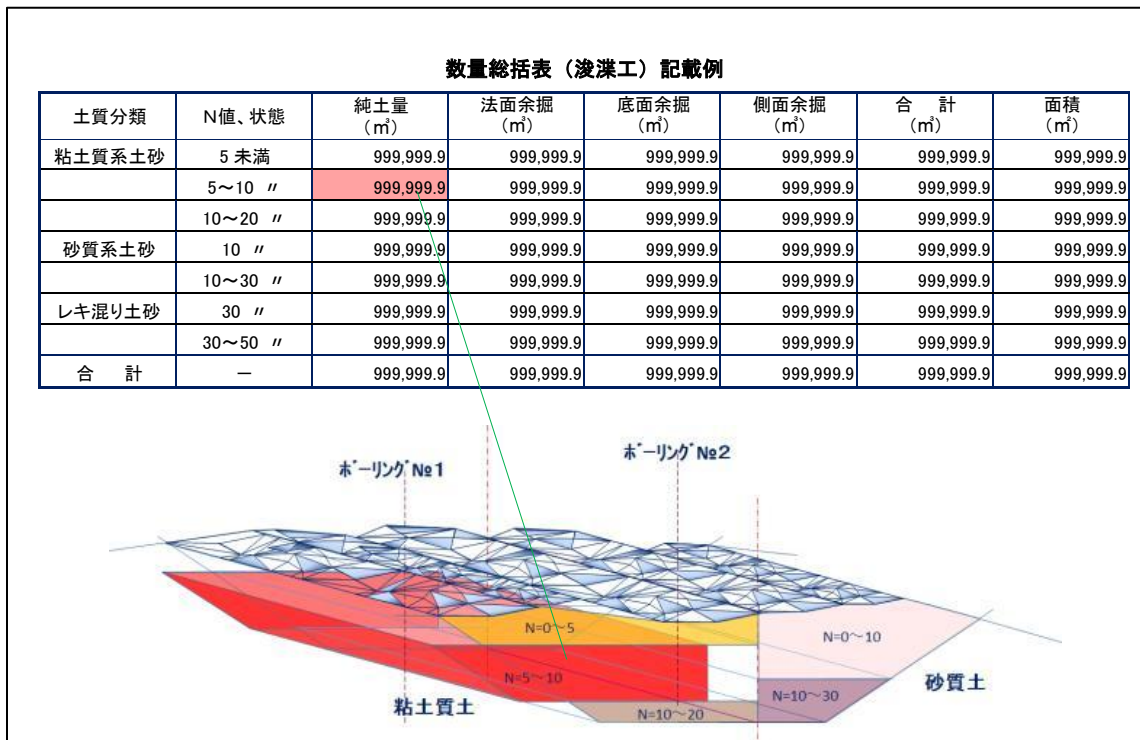 数量総括表（浚渫工）記載例
土質分類 N値、状態 純土量（㎥） 法面余掘（㎥） 底面余掘（㎥） 側面余掘（㎥） 合　計（㎥） 面積（㎡）
粘土質系土砂 5 未満 999,999.9 999,999.9 999,999.9 999,999.9 999,999.9 999,999.9
5～10 〃 999,999.9 999,999.9 999,999.9 999,999.9 999,999.9 999,999.9
10～20 〃 999,999.9 999,999.9 999,999.9 999,999.9 999,999.9 999,999.9
砂質系土砂 10 〃 999,999.9 999,999.9 999,999.9 999,999.9 999,999.9 999,999.9
10～30 〃 999,999.9 999,999.9 999,999.9 999,999.9 999,999.9 999,999.9
レキ混り土砂 30 〃 999,999.9 999,999.9 999,999.9 999,999.9 999,999.9 999,999.9
30～50 〃 999,999.9 999,999.9 999,999.9 999,999.9 999,999.9 999,999.9
合　計 － 999,999.9 999,999.9 999,999.9 999,999.9 999,999.9 999,999.9
ﾎﾞｰﾘﾝｸﾞ№1
ﾎﾞｰﾘﾝｸﾞ№2
N=0～5
N=0～10
N=5～10
N=10～30
砂質土
粘土質土
N=10～20